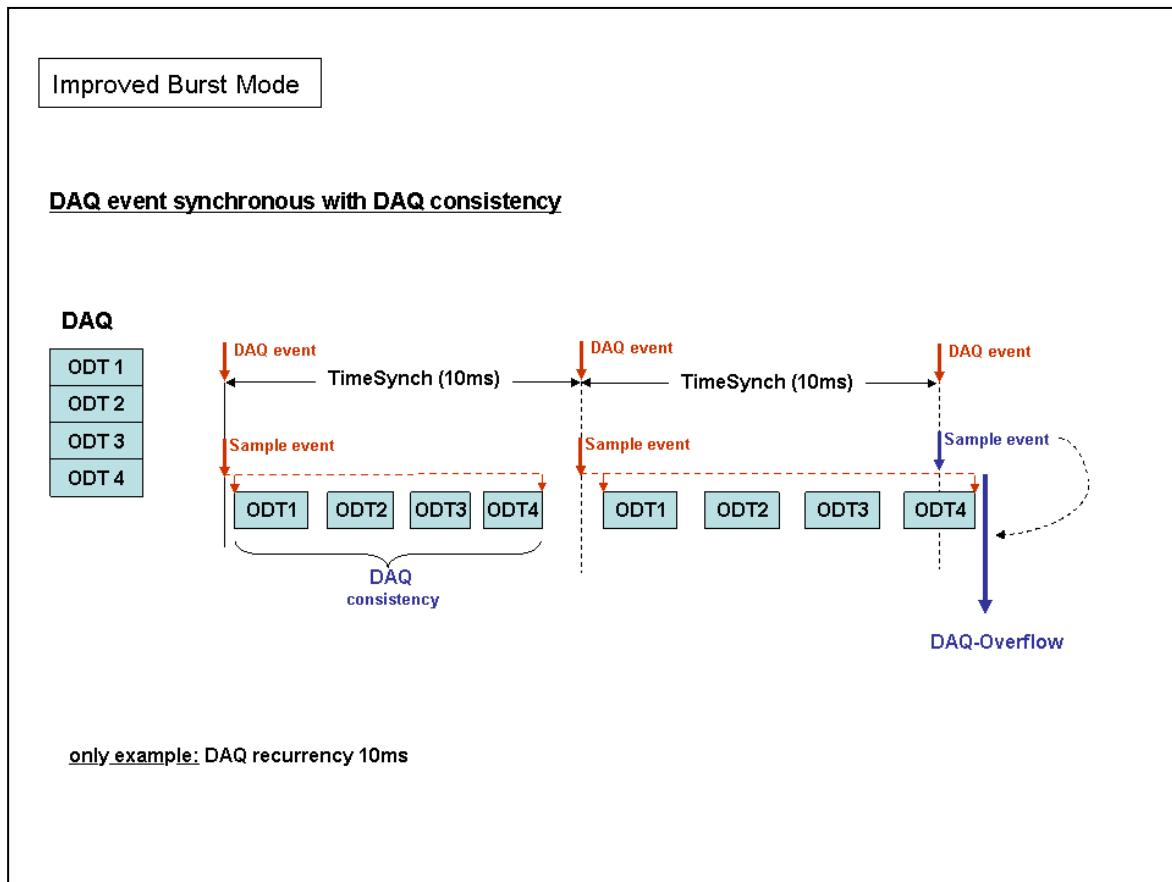 Improved Burst Mode
DAQ event synchronous with DAQ consistency
DAQ
ODT 1
ODT 2
ODT 3
ODT 4
DAQ event
DAQ event
DAQ event
TimeSynch (10ms)
TimeSynch (10ms)
Sample event
Sample event
Sample event
ODT1
ODT2
ODT3
ODT4
ODT1
ODT2
ODT3
ODT4
DAQ
consistency
DAQ-Overflow
only example: DAQ recurrency 10ms